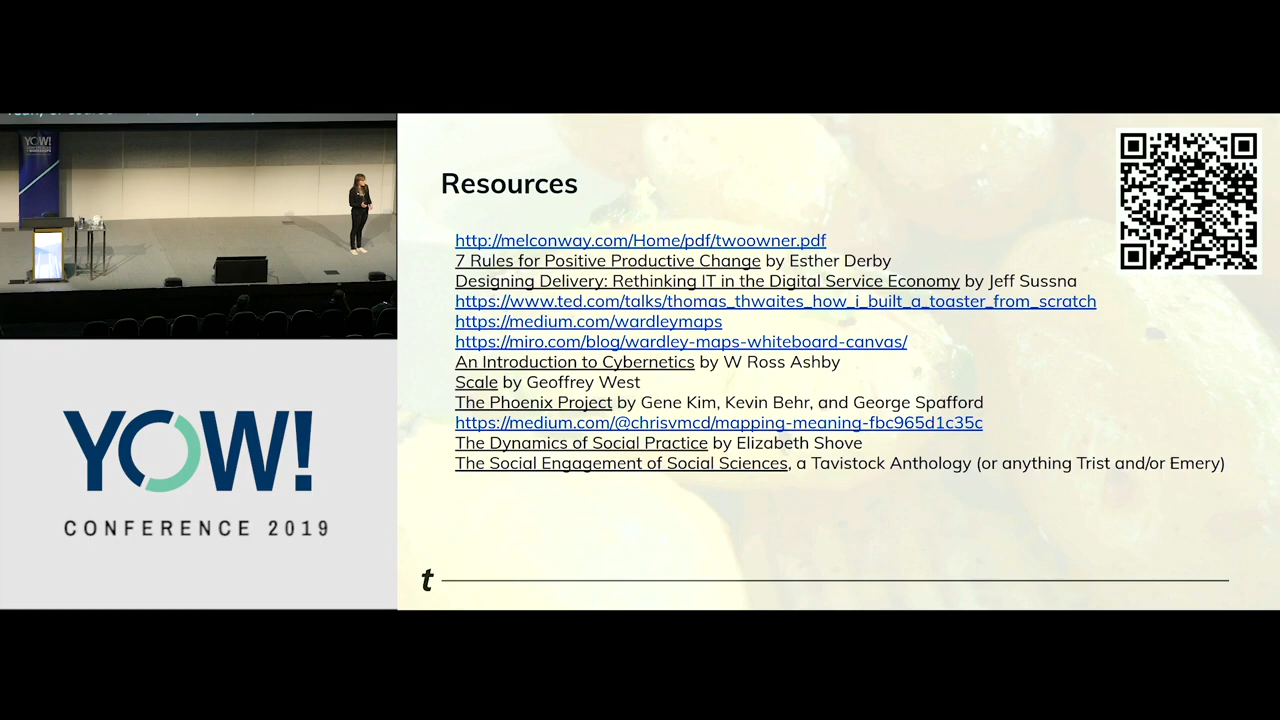 YOW!
Resources
http://melconway.com/Home/pdf/twoowner.pdf
7 Rules for Positive Productive Change by Esther Derby
Designing Delivery: Rethinking IT in the Digital Service Economy by Jeff Sussna
https://www.ted.com/talks/thomas_thwaites_how_i_built_a_toaster_from_scratch
https://medium.com/wardleymaps
https://miro.com/blog/wardley-maps-whiteboard-canvas/
An Introduction to Cybernetics by W Ross Ashby
Scale by Geoffrey West
The Phoenix Project by Gene Kim, Kevin Behr, and George Spafford
https://medium.com/@chrisvmcd/mapping-meaning-fbc965d1c35c
The Dynamics of Social Practice by Elizabeth Shove
The Social Engagement of Social Sciences, a Tavistock Anthology (or anything Trist and/or Emery)
t
YOW!
CONFERENCE 2019